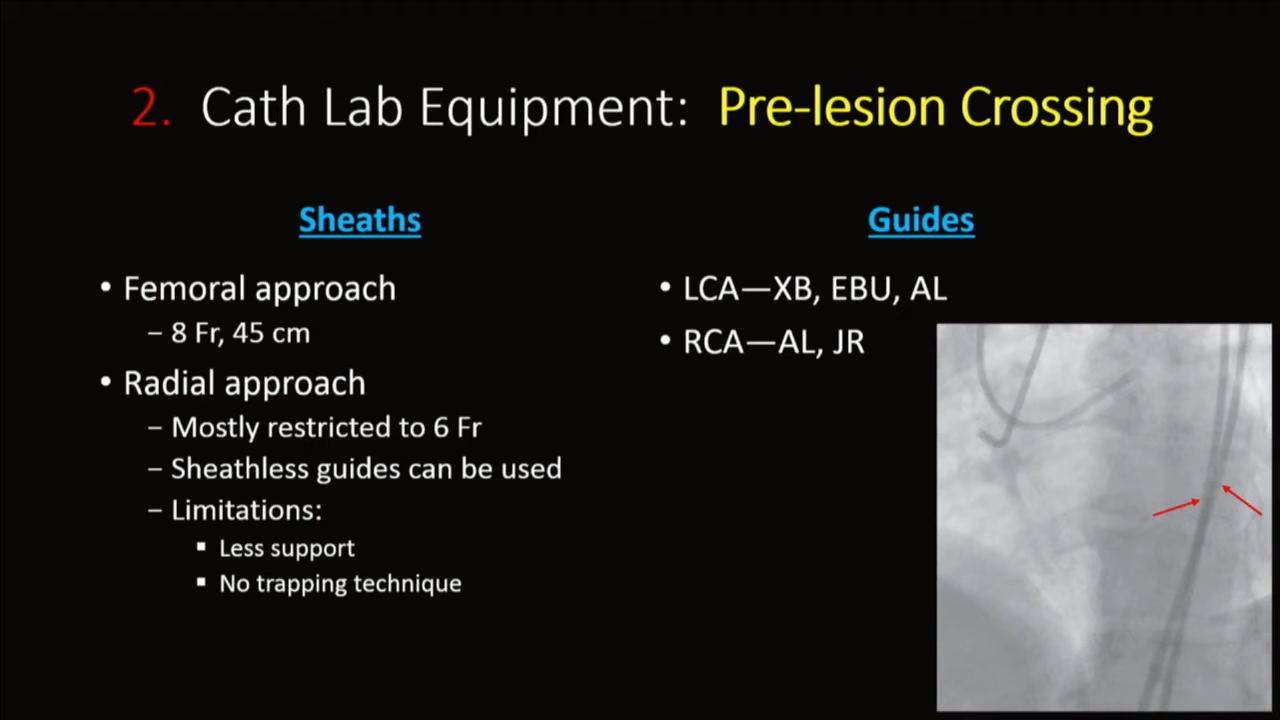 2. Cath Lab Equipment: Pre-lesion Crossing
Sheaths
• Femoral approach
– 8 Fr, 45 cm
• Radial approach
– Mostly restricted to 6 Fr
– Sheathless guides can be used
– Limitations:
▪ Less support
▪ No trapping technique
Guides
• LCA—XB, EBU, AL
• RCA—AL, JR